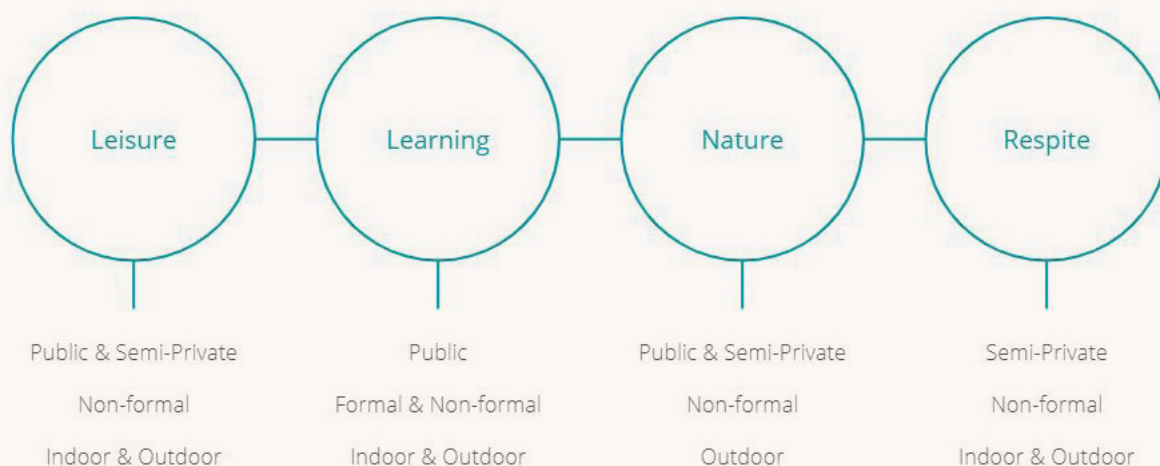 Leisure
Learning
Nature
Respite
Public & Semi-Private
Non-formal
Indoor & Outdoor
Public
Formal & Non-formal
Indoor & Outdoor
Public & Semi-Private
Non-formal
Outdoor
Semi-Private
Non-formal
Indoor & Outdoor